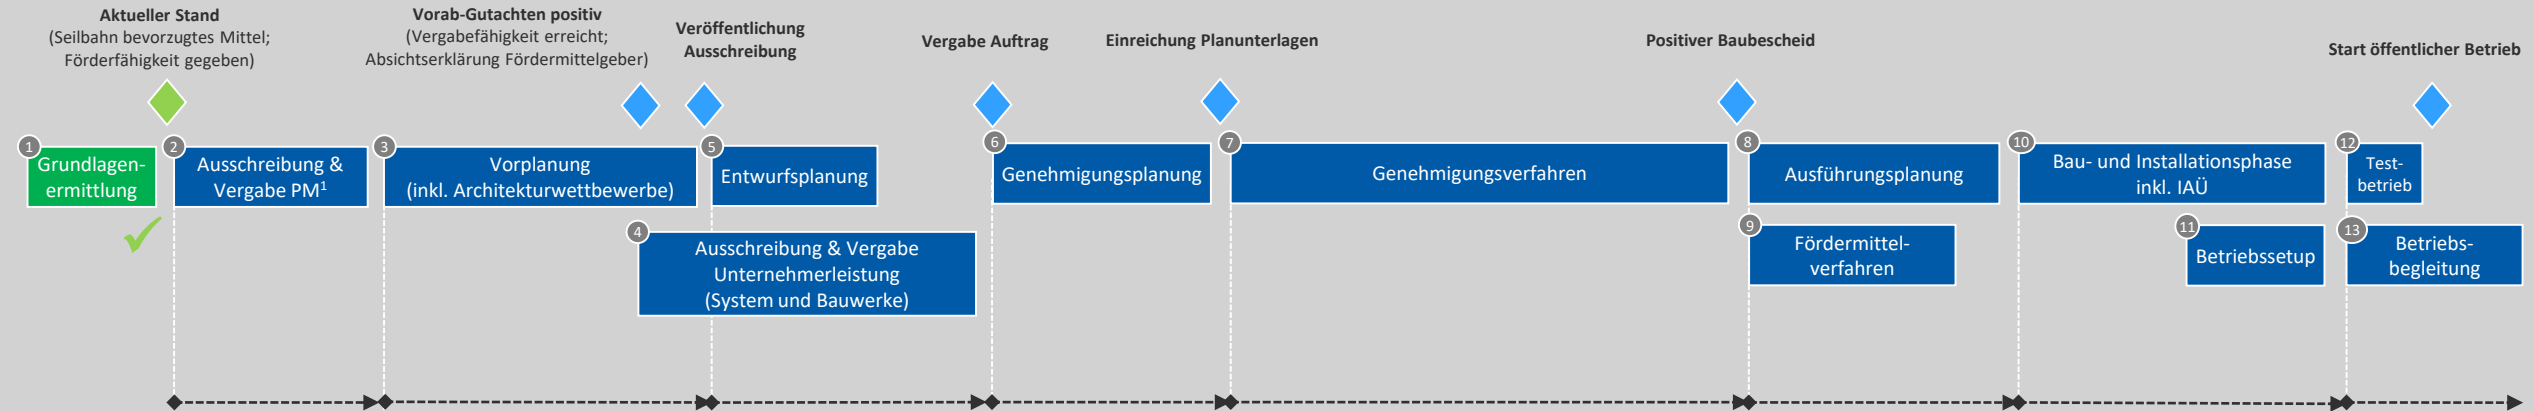 Aktueller Stand
(Seilbahn bevorzugtes Mittel;
Förderfähigkeit gegeben)
Vorab-Gutachten positiv
(Vergabefähigkeit erreicht;
Absichtserklärung Fördermittelgeber)
Veröffentlichung
Ausschreibung
Vergabe Auftrag
Einreichung Planunterlagen
Positiver Baubescheid
Start öffentlicher Betrieb
1
Grundlagen-
ermittlung
2
Ausschreibung &
Vergabe PM¹
3
Vorplanung
(inkl. Architekturwettbewerbe)
4
Ausschreibung & Vergabe
Unternehmerleistung
(System und Bauwerke)
5
Entwurfsplanung
6
Genehmigungsplanung
7
Genehmigungsverfahren
8
Ausführungsplanung
9
Fördermittel-
verfahren
10
Bau- und Installationsphase
inkl. IAÜ
11
Betriebssetup
12
Test-
betrieb
13
Betriebs-
begleitung